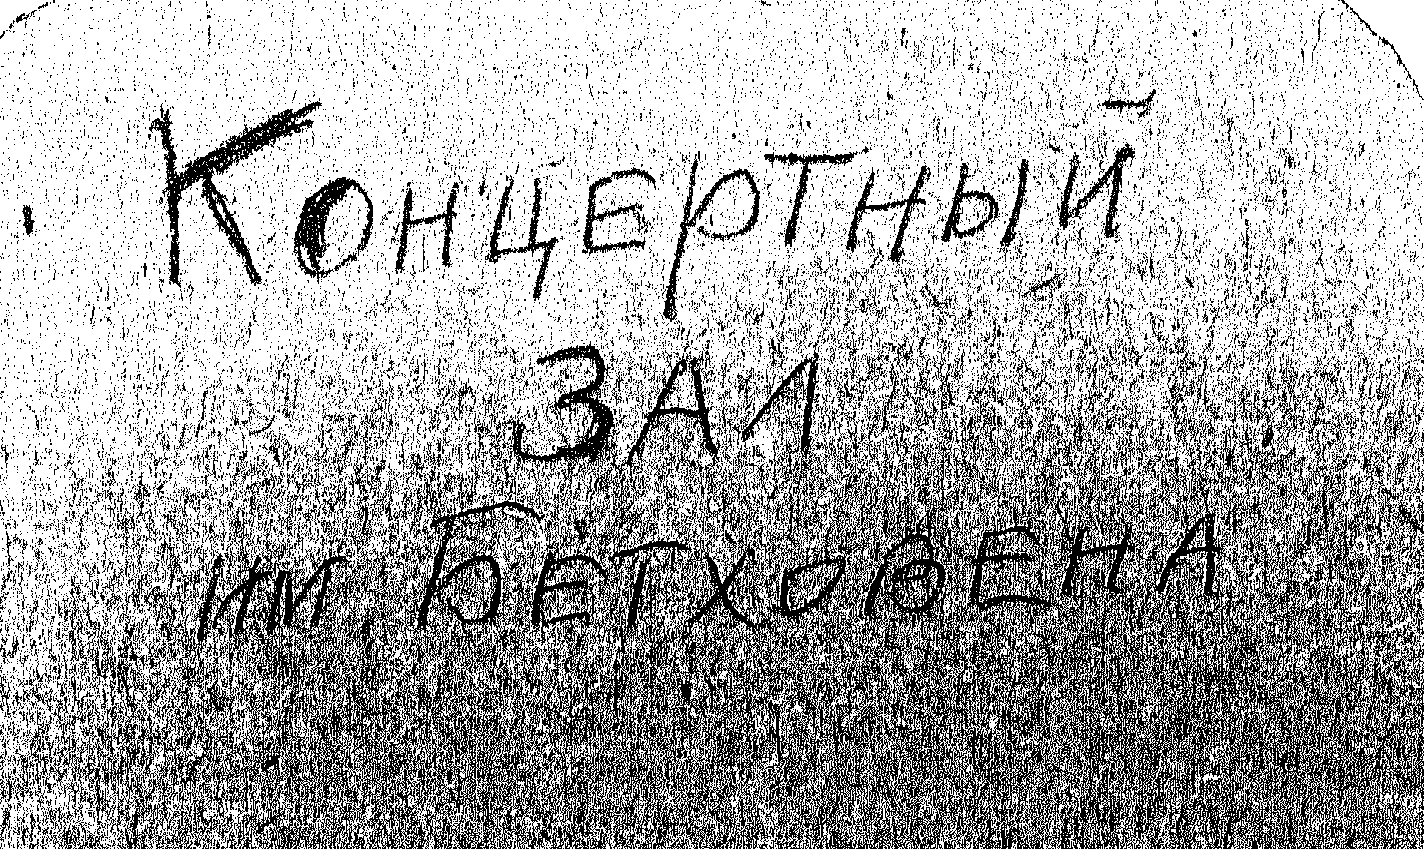 Концертный
зал
им. Бетховена